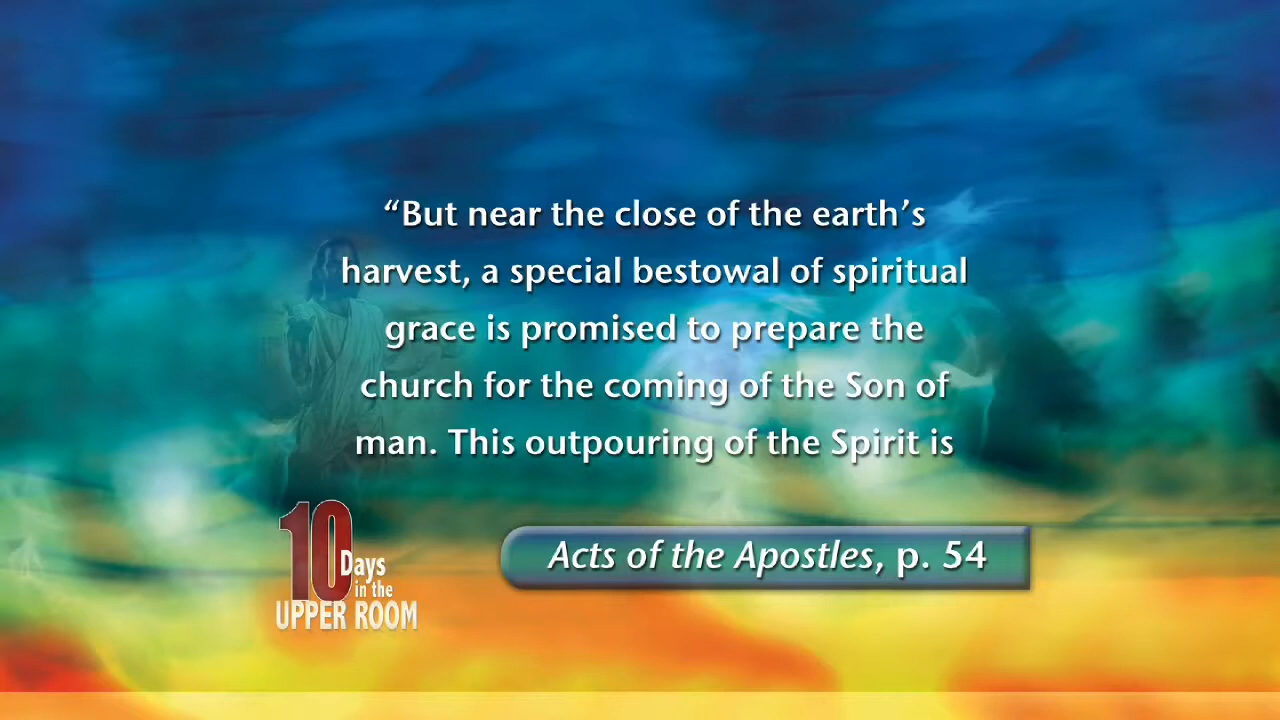 “But near the close of the earth’s
harvest, a special bestowal of spiritual
grace is promised to prepare the
church for the coming of the Son of
man. This outpouring of the Spirit is
10
Days
in the
UPPER ROOM
Acts of the Apostles, p. 54